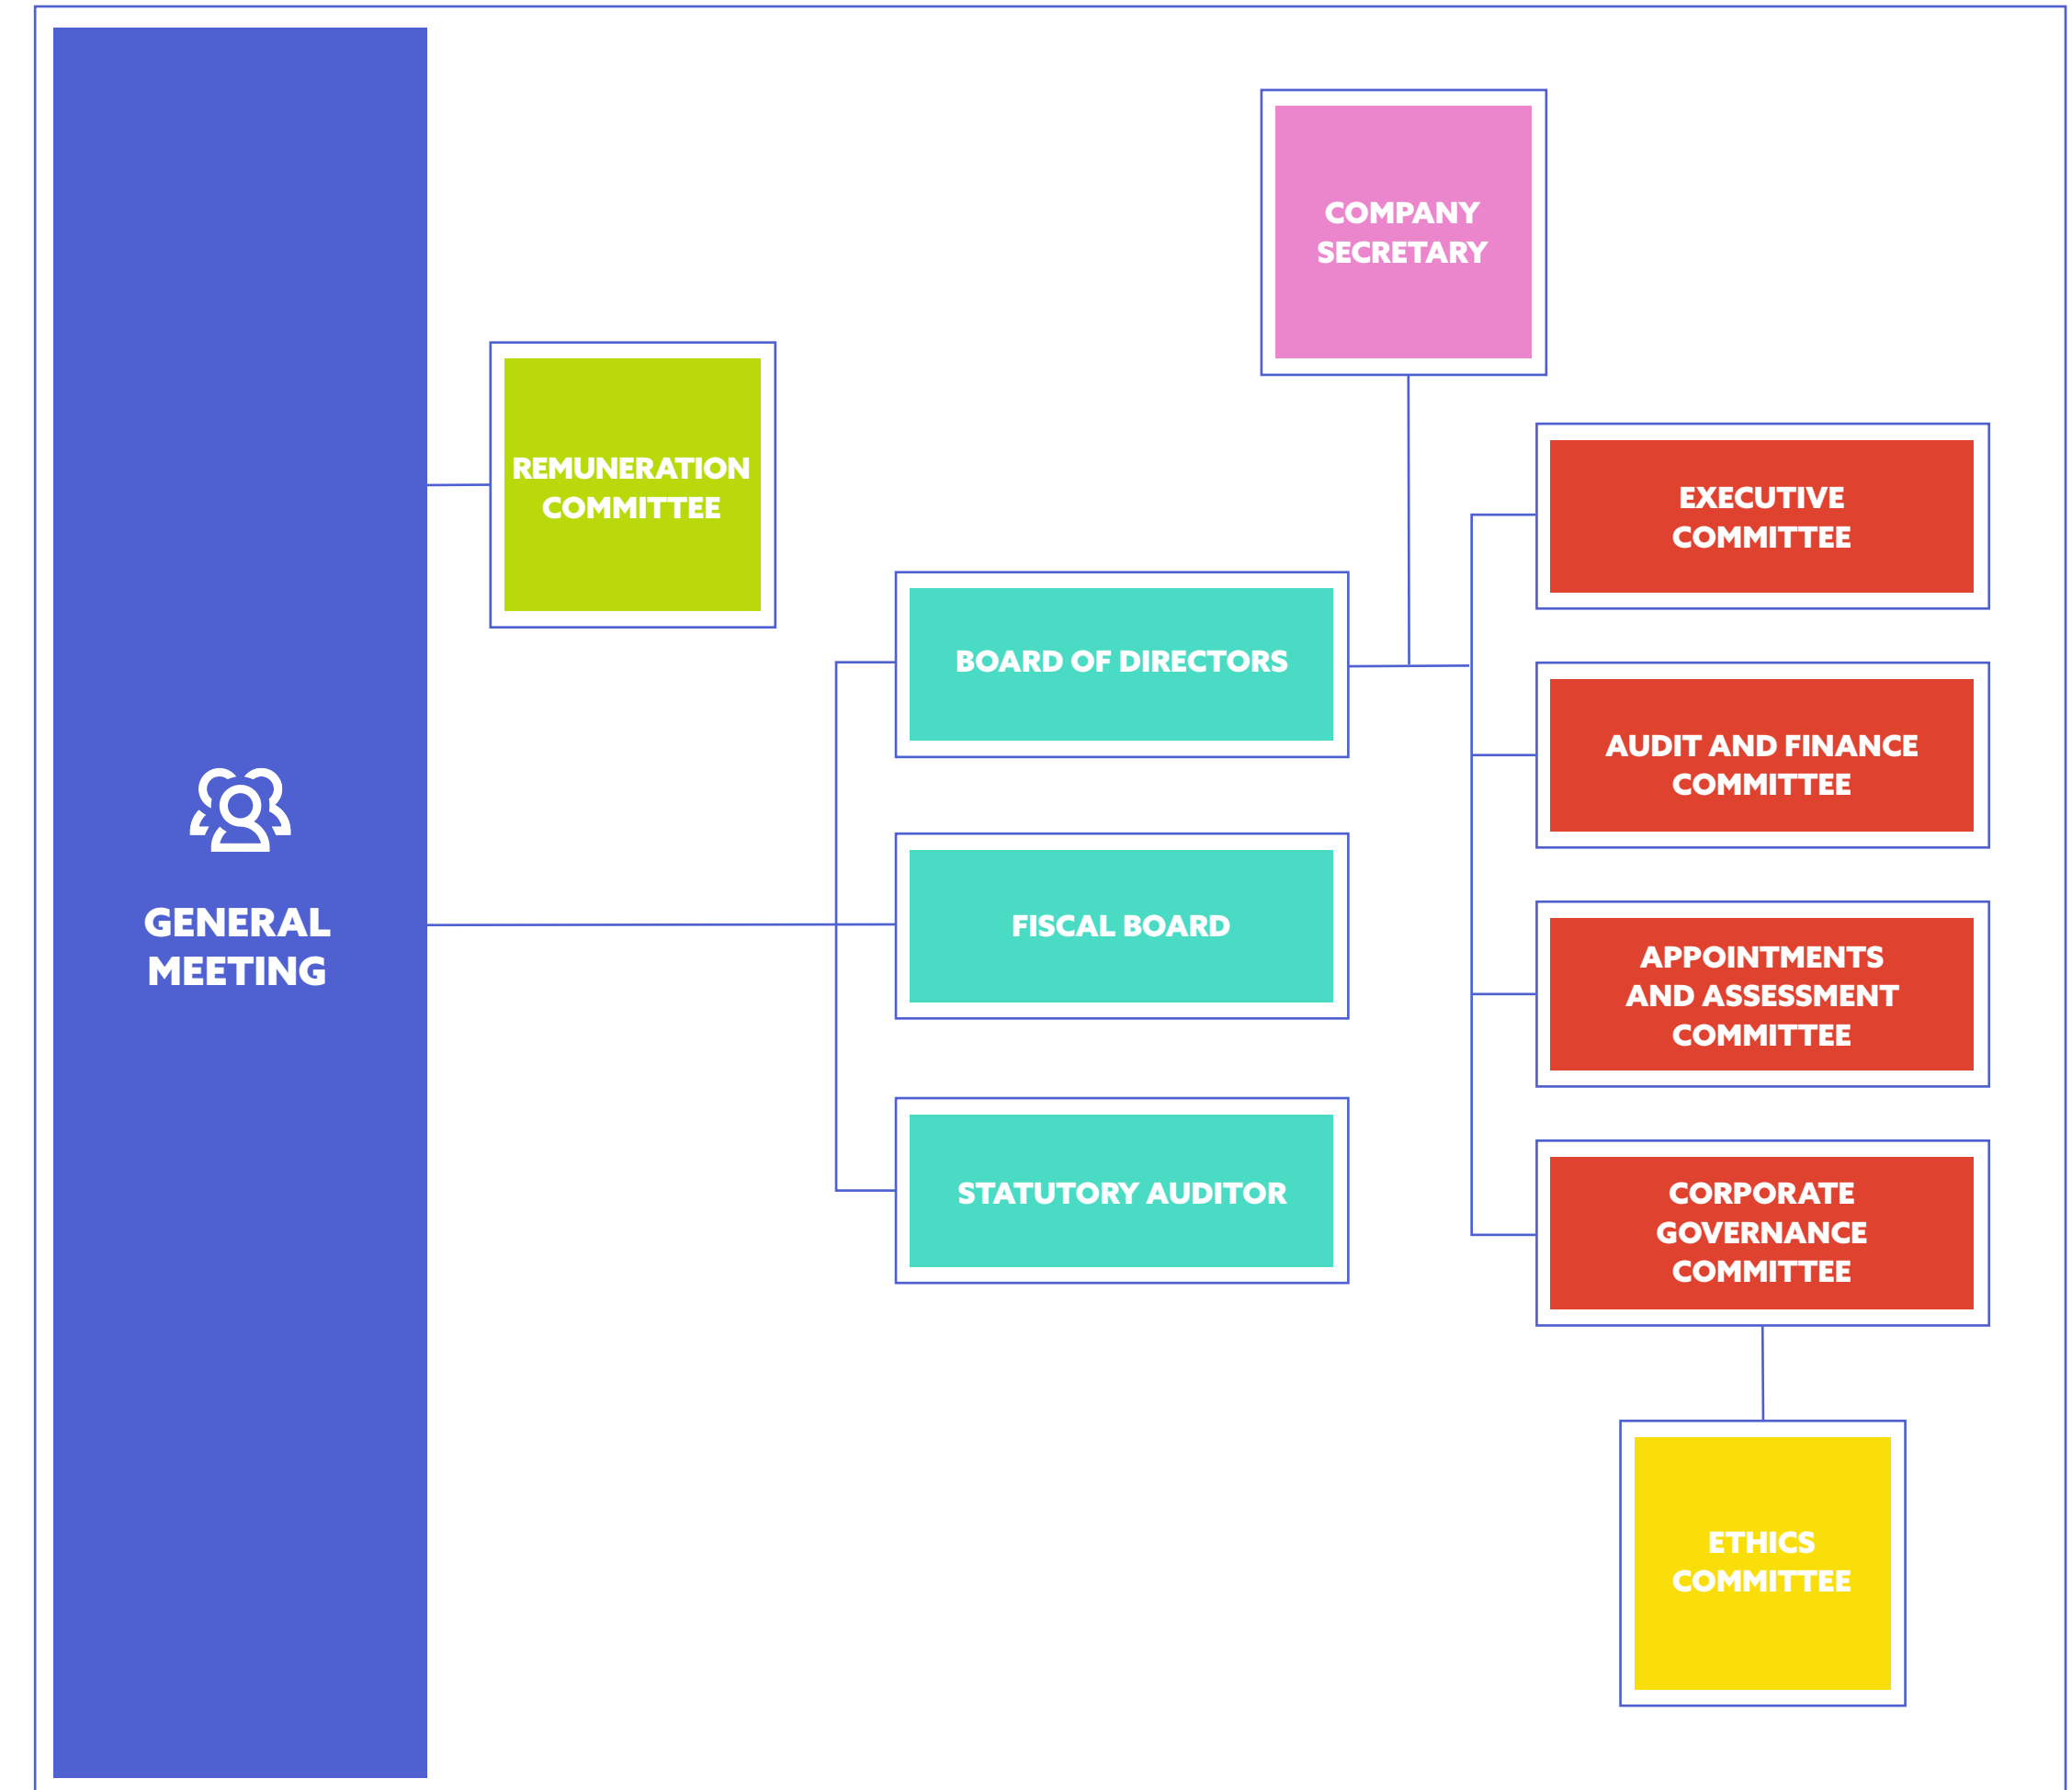 GENERAL
MEETING
REMUNERATION
COMMITTEE
COMPANY
SECRETARY
BOARD OF DIRECTORS
FISCAL BOARD
STATUTORY AUDITOR
EXECUTIVE
COMMITTEE
AUDIT AND FINANCE
COMMITTEE
APPOINTMENTS
AND ASSESSMENT
COMMITTEE
CORPORATE
GOVERNANCE
COMMITTEE
ETHICS
COMMITTEE